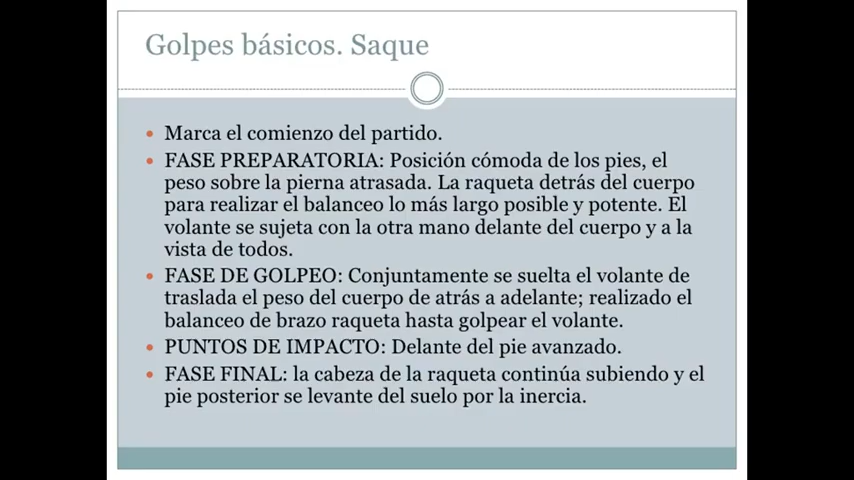 Golpes básicos. Saque
Marca el comienzo del partido.
FASE PREPARATORIA: Posición cómoda de los pies, el
peso sobre la pierna atrasada. La raqueta detrás del cuerpo
para realizar el balanceo lo más largo posible y potente. El
volante se sujeta con la otra mano delante del cuerpo y a la
vista de todos.
FASE DE GOLPEO: Conjuntamente se suelta el volante de
traslada el peso del cuerpo de atrás a adelante; realizado el
balanceo de brazo raqueta hasta golpear el volante.
PUNTOS DE IMPACTO: Delante del pie avanzado.
FASE FINAL: la cabeza de la raqueta continúa subiendo y el
pie posterior se levante del suelo por la inercia.